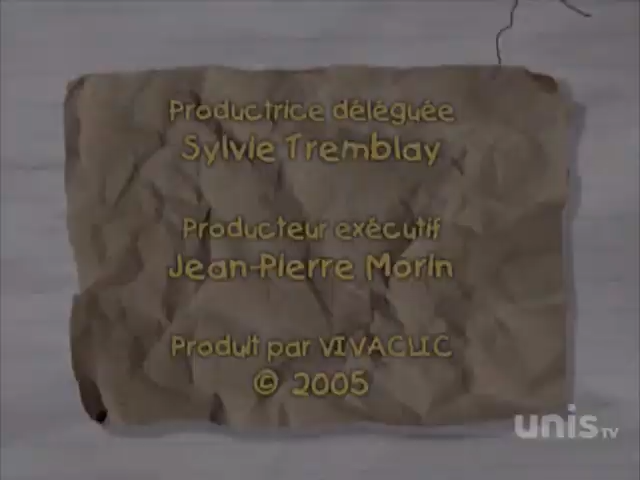 Productrice déléguée
Sylvie Tremblay
Producteur exécutif
Jean-Pierre Morin
Produit par VIVACLIC
© 2005
unis TV